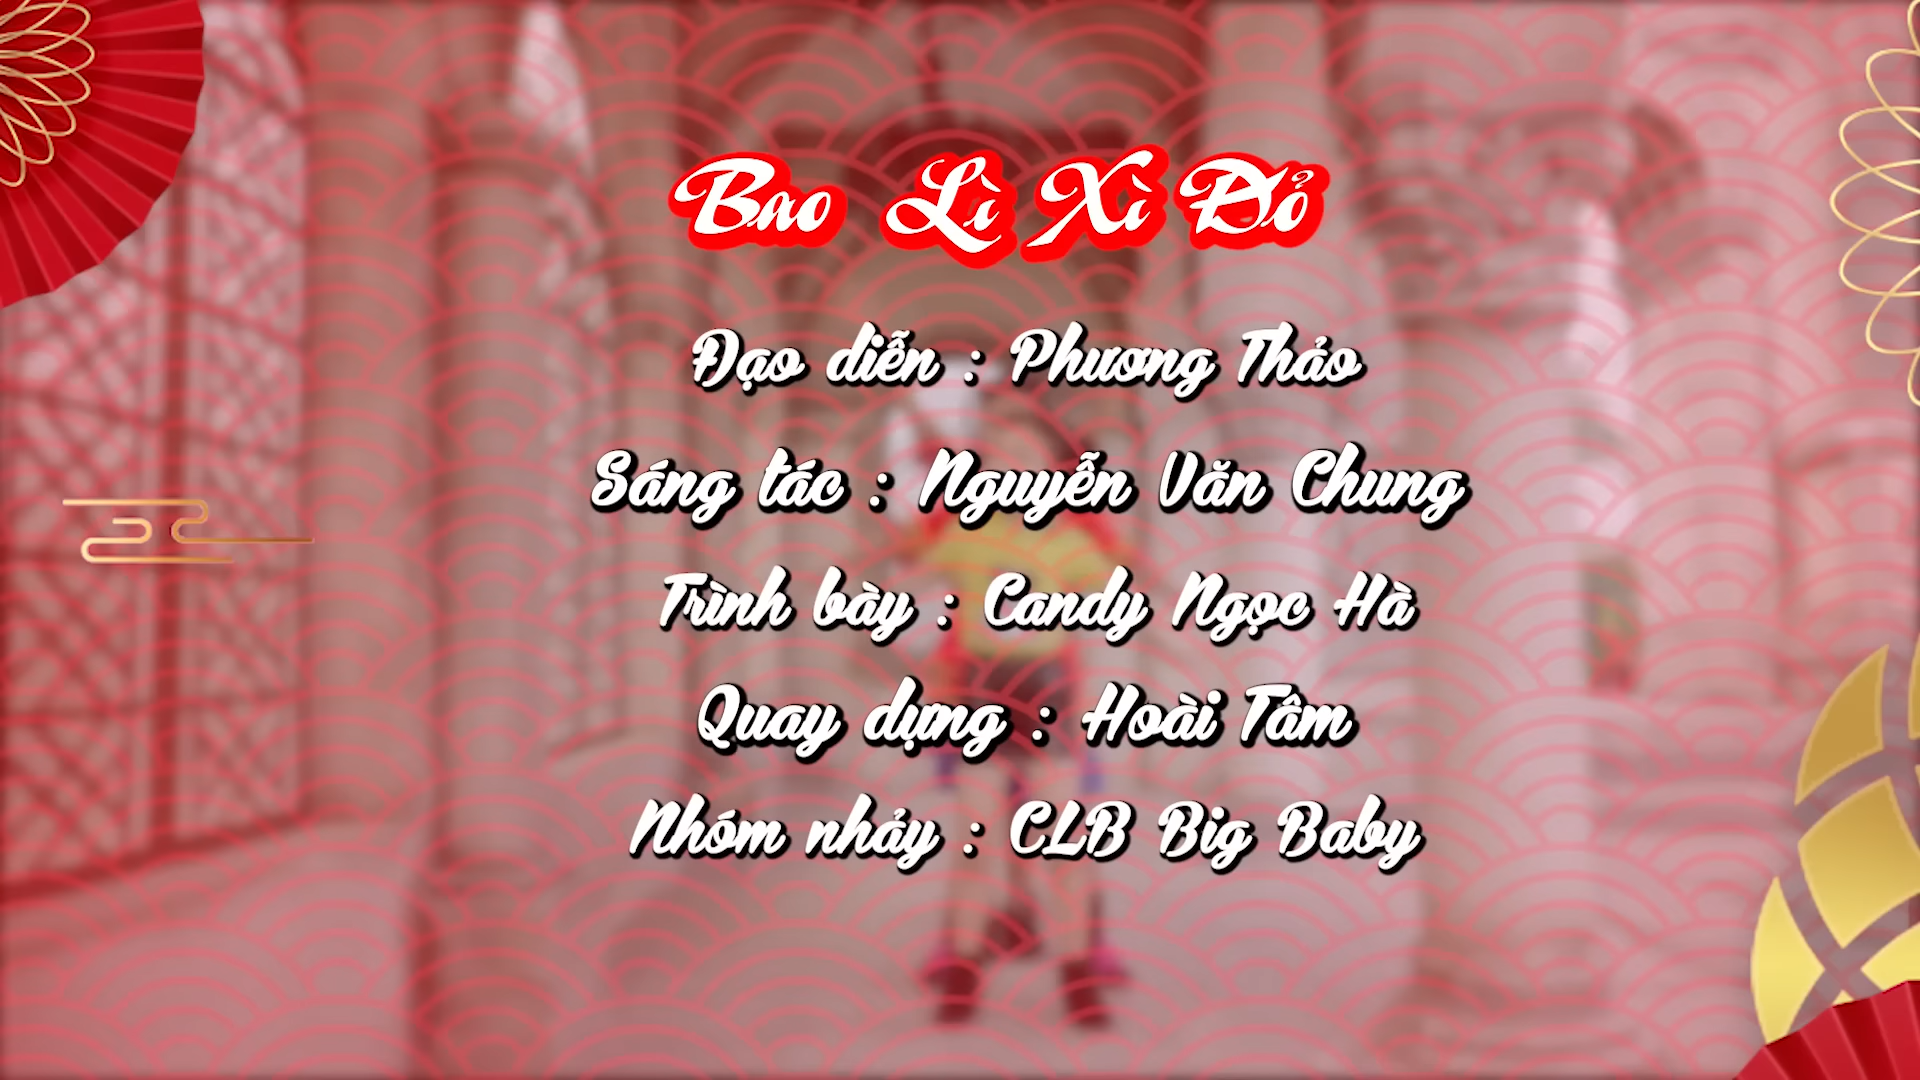 Bao Lì Xì Đỏ
Đạo diễn : Phương Thảo
Sáng tác : Nguyễn Văn Chung
Trình bày : Candy Ngọc Hà
Quay dựng : Hoài Tâm
Nhóm nhảy : CLB Big Baby